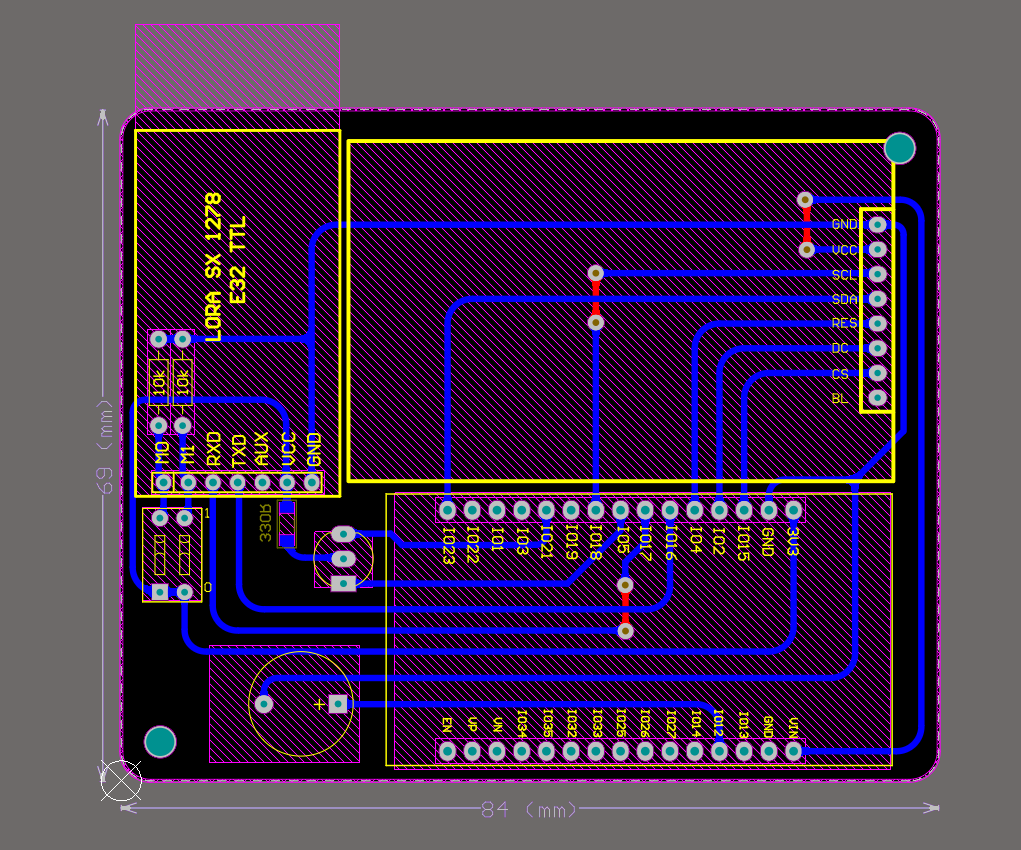 LORA SX 1278
E32 TTL
GND
VCC
SCL
SDA
RES
DC
CS
BL
10k
10k
M0
M1
RXD
TXD
AUX
VCC
GND
69 (mm)
330R
1
0
IO23
IO22
IO1
IO3
IO21
IO19
IO18
IO5
IO17
IO16
IO4
IO2
IO15
GND
3V3
+
EN
VP
VN
IO34
IO35
IO32
IO33
IO25
IO26
IO27
IO14
IO12
IO13
GND
VIN
84 (mm)